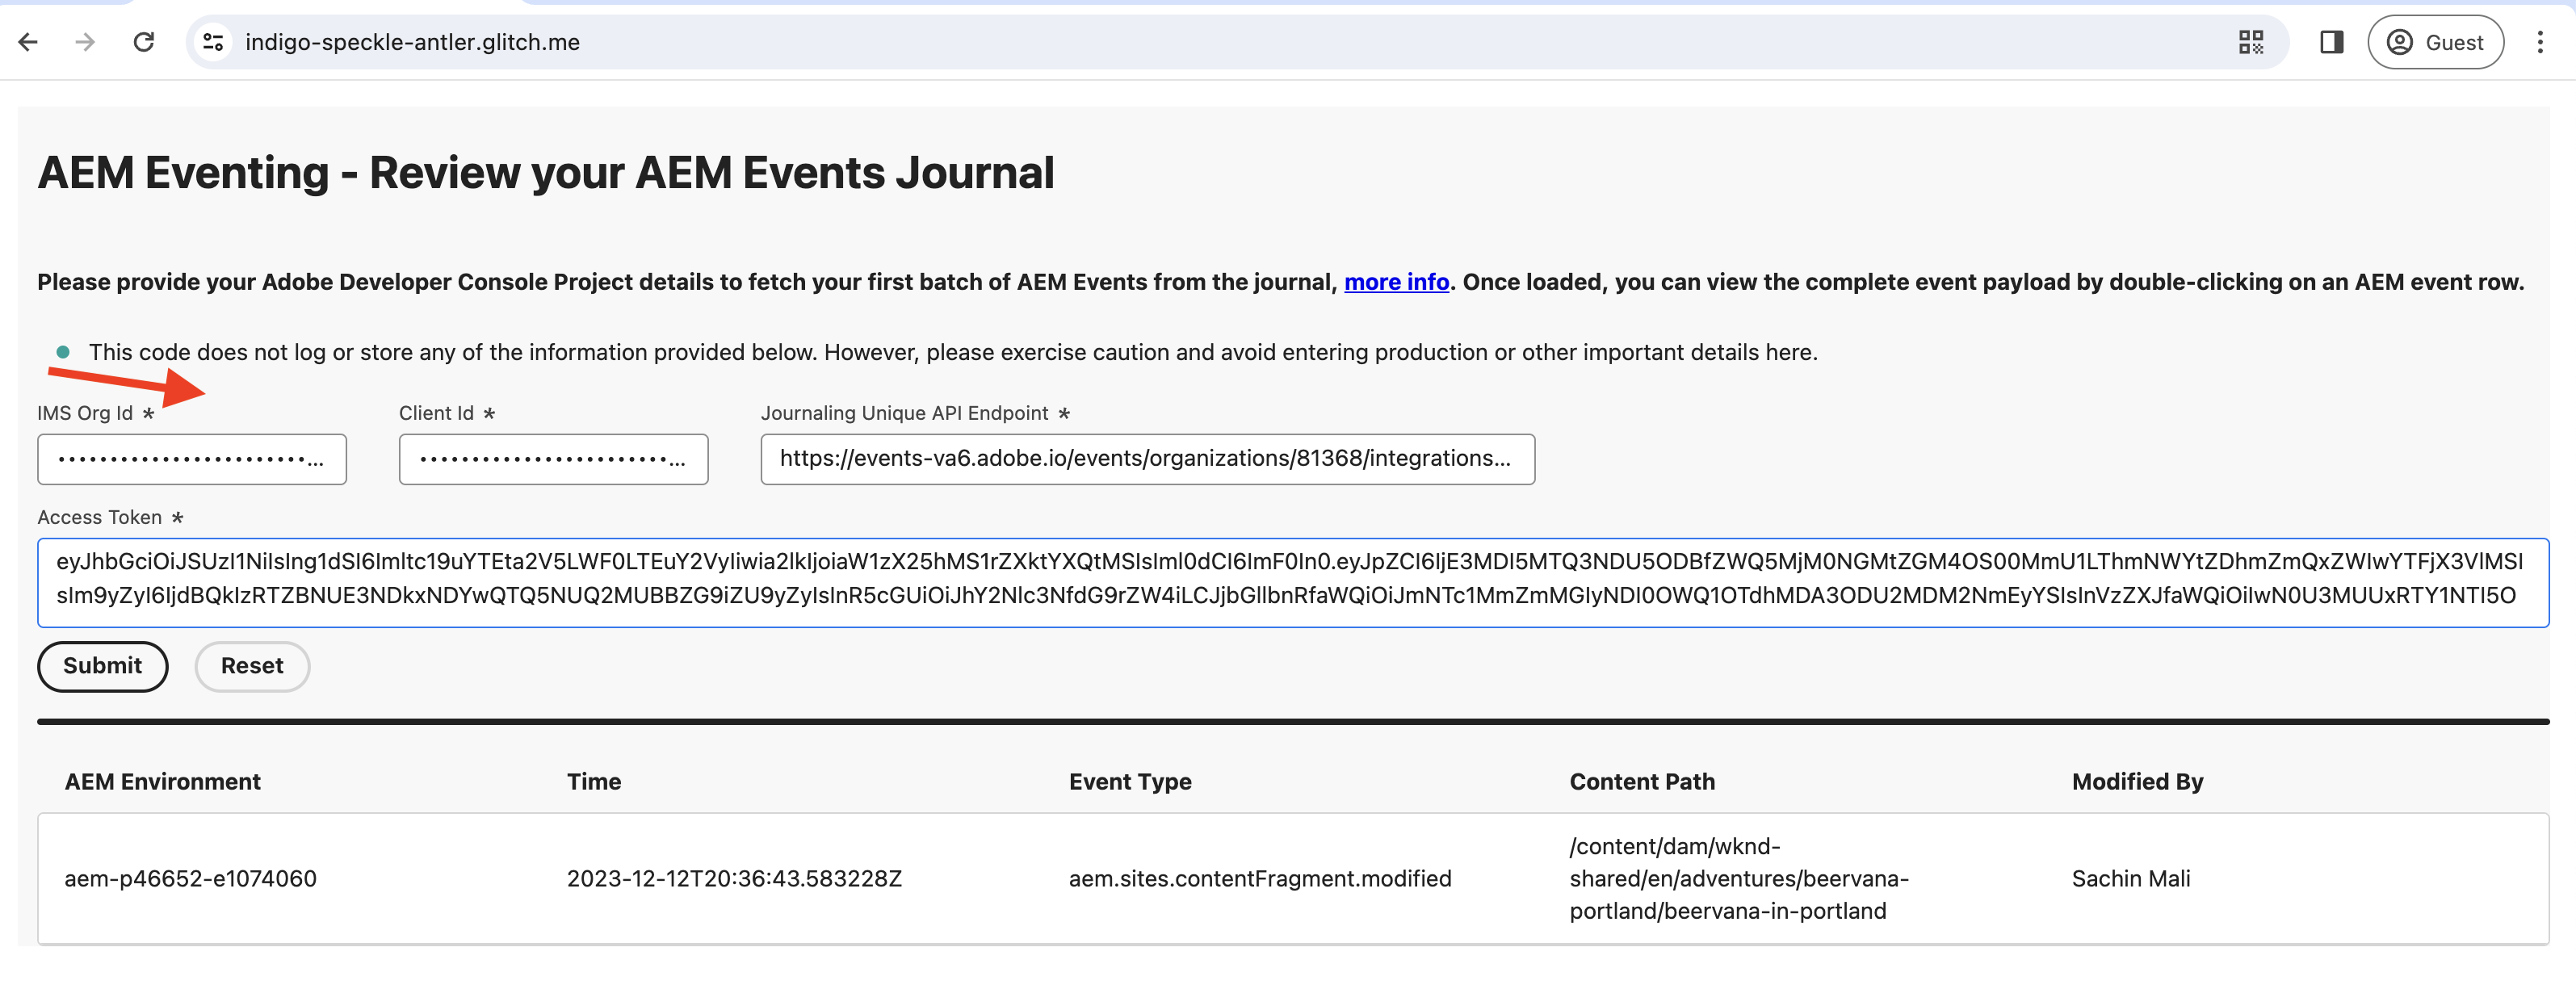 indigo-speckle-antler.glitch.me
Guest
AEM Eventing - Review your AEM Events Journal
Please provide your Adobe Developer Console Project details to fetch your first batch of AEM Events from the journal, more info. Once loaded, you can view the complete event payload by double-clicking on an AEM event row.
This code does not log or store any of the information provided below. However, please exercise caution and avoid entering production or other important details here.
IMS Org Id *
Client Id *
Journaling Unique API Endpoint *
https://events-va6.adobe.io/events/organizations/81368/integrations...
Access Token *
Submit
Reset
AEM Environment
Time
Event Type
Content Path
Modified By
aem-p46652-e1074060
2023-12-12T20:36:43.583228Z
aem.sites.contentFragment.modified
/content/dam/wknd-
shared/en/adventures/beervana-
portland/beervana-in-portland
Sachin Mali